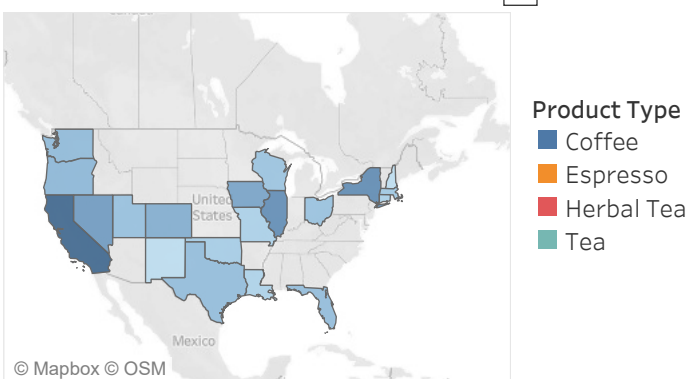 United
States
Mexico
© Mapbox © OSM
Product Type
Coffee
Espresso
Herbal Tea
Tea